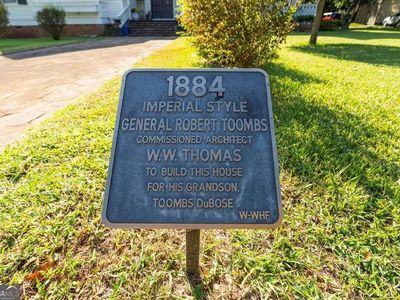 1884
IMPERIAL STYLE
GENERAL ROBERT TOOMBS
COMMISSIONED ARCHITECT
W.W. THOMAS
TO BUILD THIS HOUSE
FOR HIS GRANDSON,
TOOMBS DuBOSE
W-WHF